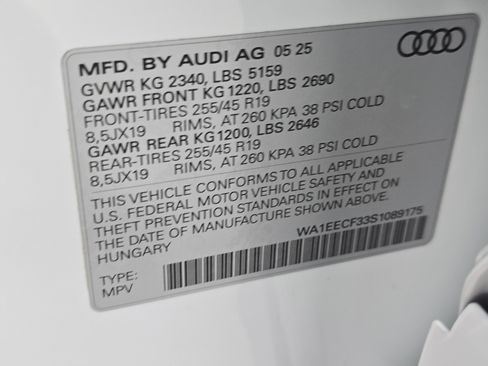 MFD. BY AUDI AG 05 25
GVWR KG 2340, LBS 5159
GAWR FRONT KG1220, LBS 2690
FRONT-TIRES 255/45 R19
8,5JX19 RIMS, AT 260 KPA 38 PSI COLD
GAWR REAR KG1200, LBS 2646
REAR-TIRES 255/45 R19
8,5JX19 RIMS, AT 260 KPA 38 PSI COLD
THIS VEHICLE CONFORMS TO ALL APPLICABLE
U.S. FEDERAL MOTOR VEHICLE SAFETY AND
THEFT PREVENTION STANDARDS IN EFFECT ON
THE DATE OF MANUFACTURE SHOWN ABOVE.
HUNGARY
WA1EECF33S1089175
TYPE:
MPV